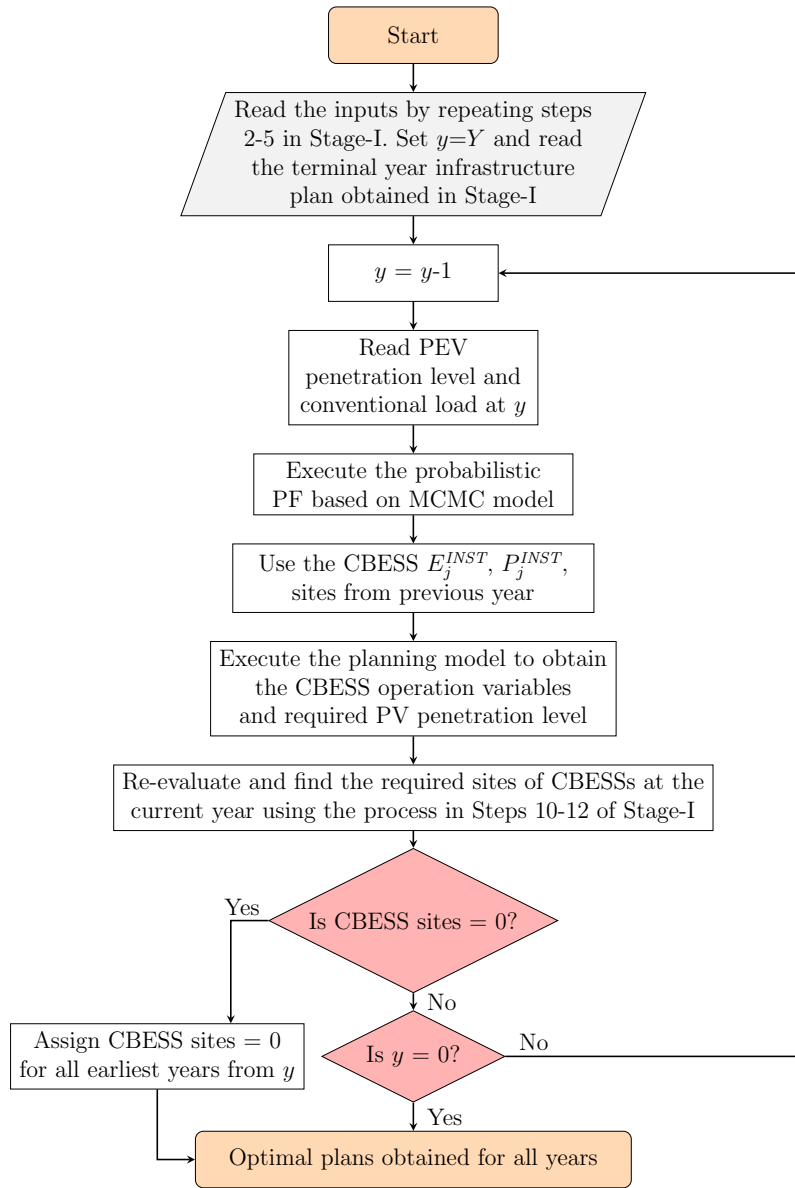 Start
Read the inputs by repeating steps
2-5 in Stage-I. Set y=Y and read
the terminal year infrastructure
plan obtained in Stage-I
y = y-1
Read PEV
penetration level and
conventional load at y
Execute the probabilistic
PF based on MCMC model
Use the CBESS E_j^{INST}, P_j^{INST},
sites from previous year
Execute the planning model to obtain
the CBESS operation variables
and required PV penetration level
Re-evaluate and find the required sites of CBESSs at the
current year using the process in Steps 10-12 of Stage-I
Yes
Is CBESS sites = 0?
No
Assign CBESS sites = 0
for all earliest years from y
Is y = 0?
No
Yes
Optimal plans obtained for all years